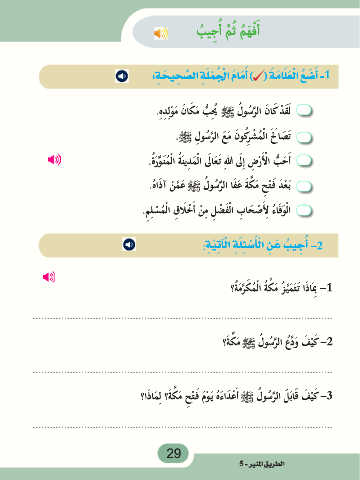 أَفْهَمُ ثُمَّ أُجِيبُ
1- أَضَعُ الْعَلَامَةَ (✓) أَمَامَ الْجُمْلَةِ الصَّحِيحَةِ:
لَقَدْ كَانَ الرَّسُولُ ﷺ يُحِبُّ مَكَانَ مَوْلِدِهِ.
تَصَالَحَ الْمُشْرِكُونَ مَعَ الرَّسُولِ ﷺ.
أَحَبُّ الْأَرْضِ إِلَى اللهِ تَعَالَى الْمَدِينَةُ الْمُنَوَّرَةُ.
بَعْدَ فَتْحِ مَكَّةَ عَفَا الرَّسُولُ ﷺ عَمَّنْ آذَاهُ.
الْوَفَاءُ لِأَصْحَابِ الْفَضْلِ مِنْ أَخْلَاقِ الْمُسْلِمِ.
2- أُجِيبُ عَنِ الْأَسْئِلَةِ الْآتِيَةِ:
1- بِمَاذَا تَتَمَيَّزُ مَكَّةُ الْمُكَرَّمَةُ؟
2- كَيْفَ وَدَّعَ الرَّسُولُ ﷺ مَكَّةَ؟
3- كَيْفَ قَابَلَ الرَّسُولُ ﷺ أَعْدَاءَهُ يَوْمَ فَتْحِ مَكَّةَ؟ لِمَاذَا؟
29
الطريق المنير - 5